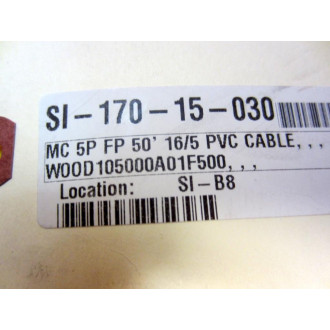 SI-170-15-030
MC 5P FP 50' 16/5 PVC CABLE,,,
WOOD105000A01F500,,,
Location: SI-B8